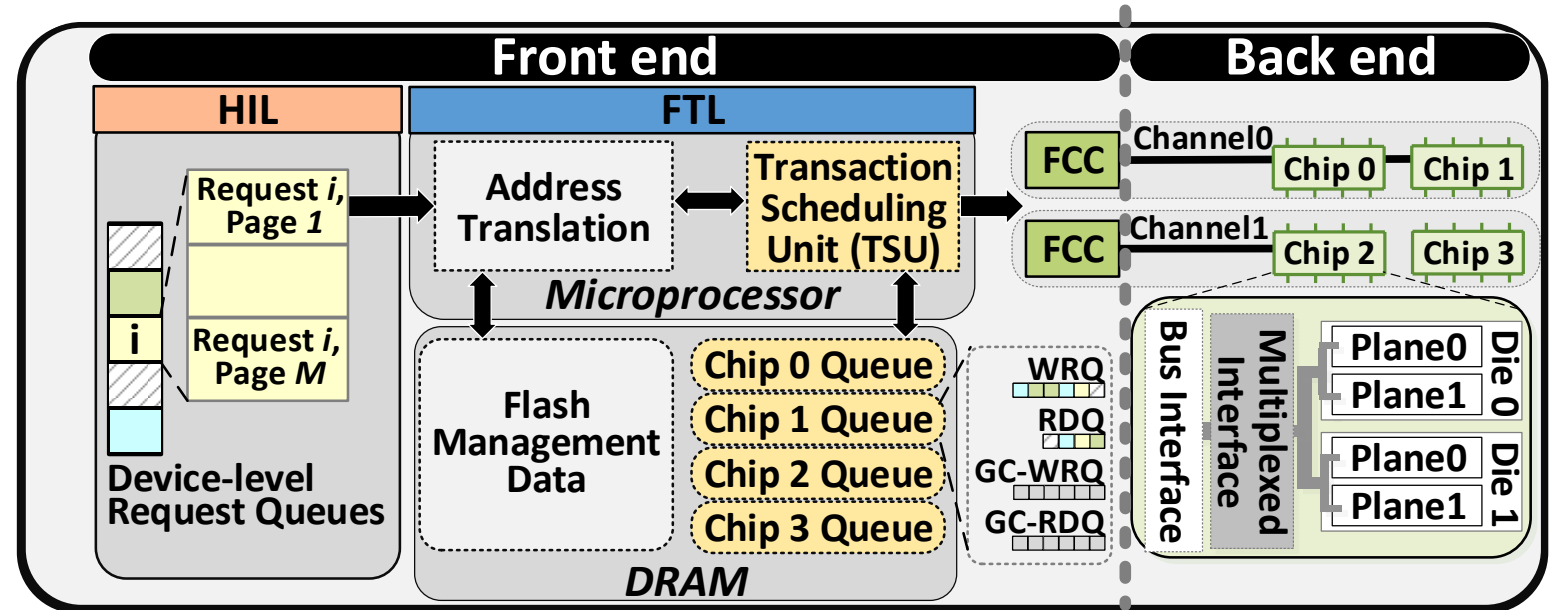 Front end
Back end
HIL
FTL
Request i,
Page 1
i
Request i,
Page M
Device-level
Request Queues
Address
Translation
Transaction
Scheduling
Unit (TSU)
Microprocessor
Flash
Management
Data
Chip 0 Queue
Chip 1 Queue
Chip 2 Queue
Chip 3 Queue
DRAM
WRQ
RDQ
GC-WRQ
GC-RDQ
FCC
Channel0
Chip 0
Chip 1
FCC
Channel1
Chip 2
Chip 3
Bus Interface
Multiplexed
Interface
Plane0
Plane1
Die 0
Plane0
Plane1
Die 1